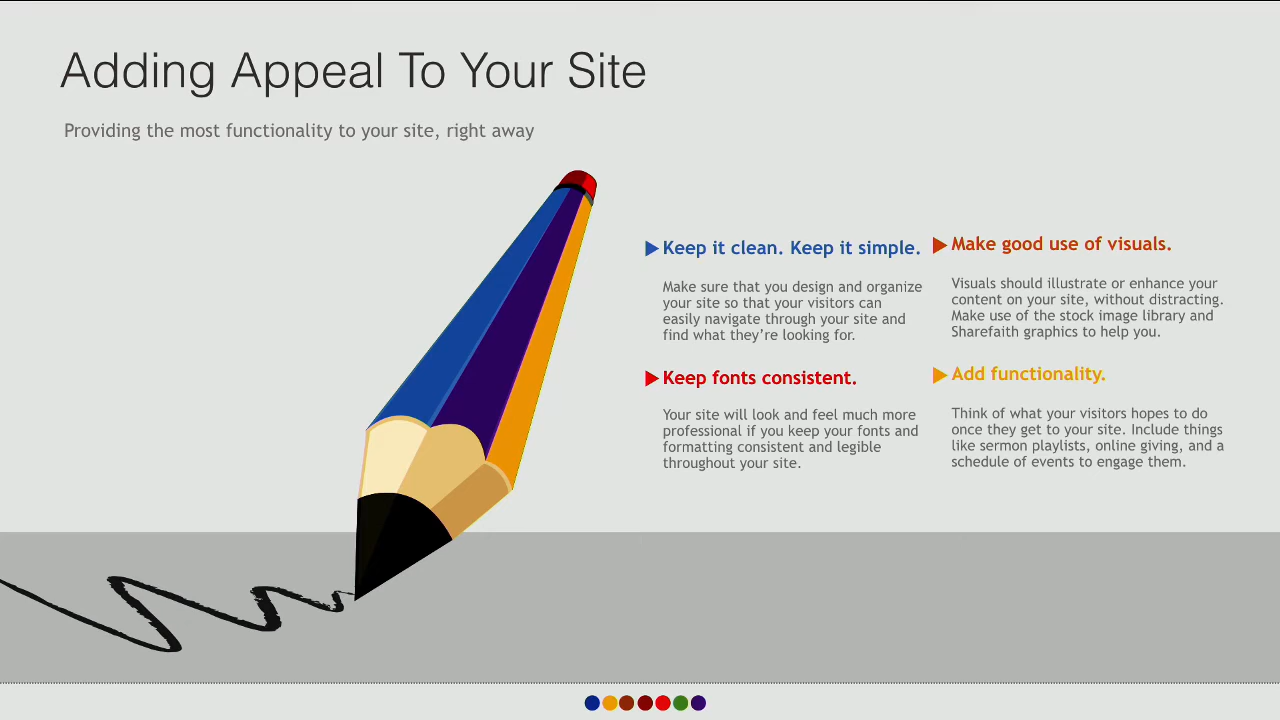 Adding Appeal To Your Site
Providing the most functionality to your site, right away
Keep it clean. Keep it simple.
Make sure that you design and organize
your site so that your visitors can
easily navigate through your site and
find what they're looking for.
Make good use of visuals.
Visuals should illustrate or enhance your
content on your site, without distracting.
Make use of the stock image library and
Sharefaith graphics to help you.
Keep fonts consistent.
Your site will look and feel much more
professional if you keep your fonts and
formatting consistent and legible
throughout your site.
Add functionality.
Think of what your visitors hopes to do
once they get to your site. Include things
like sermon playlists, online giving, and a
schedule of events to engage them.